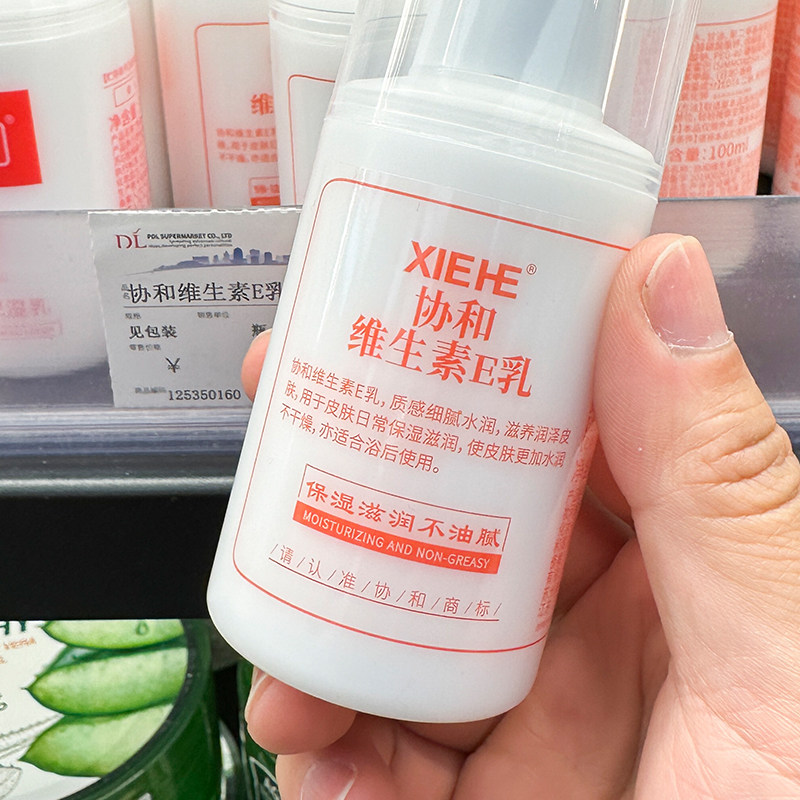 维
含量：100ml
DL PDL SUPERMARKET CO., LTD
协和维生素E乳
见包装
瓶
125350160
XIEHE®
协和
维生素E乳
协和维生素E乳，质感细腻水润，滋养润泽皮
肤，用于皮肤日常保湿滋润，使皮肤更加水润
不干燥，亦适合浴后使用。
保湿滋润不油腻
MOISTURIZING AND NON-GREASY
/请/认/准/协/和/商/标/